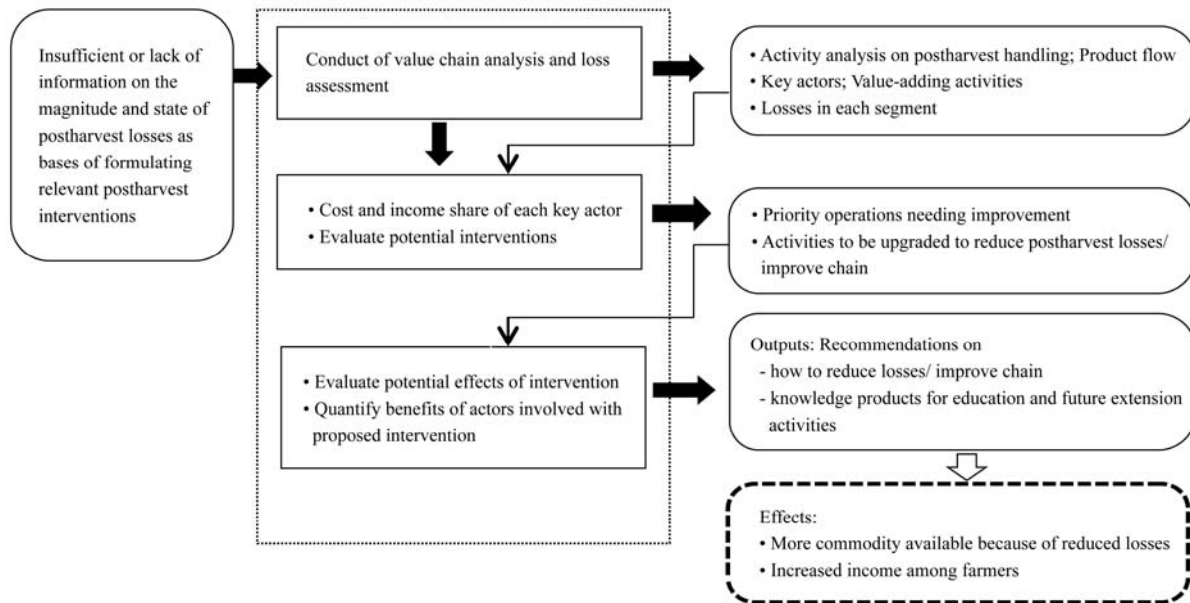 Insufficient or lack of
information on the
magnitude and state of
postharvest losses as
bases of formulating
relevant postharvest
interventions
Conduct of value chain analysis and loss
assessment
• Activity analysis on postharvest handling; Product flow
• Key actors; Value-adding activities
• Losses in each segment
• Cost and income share of each key actor
• Evaluate potential interventions
• Priority operations needing improvement
• Activities to be upgraded to reduce postharvest losses/
improve chain
• Evaluate potential effects of intervention
• Quantify benefits of actors involved with
proposed intervention
Outputs: Recommendations on
- how to reduce losses/ improve chain
- knowledge products for education and future extension
activities
Effects:
• More commodity available because of reduced losses
• Increased income among farmers